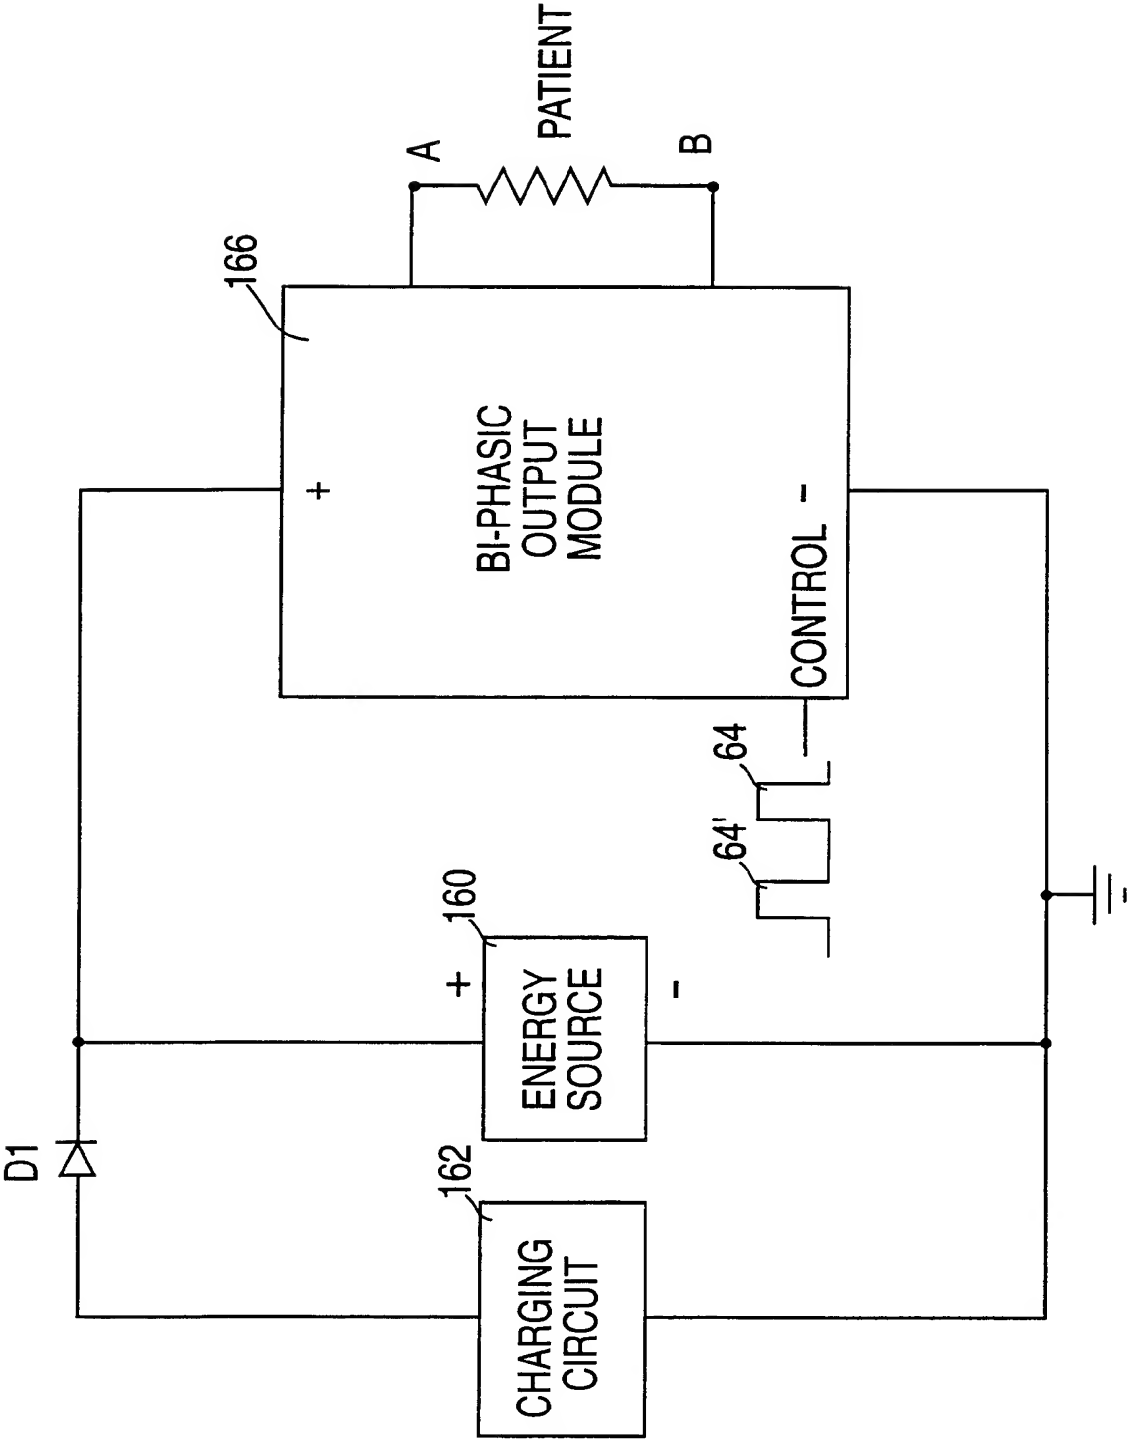 D1
CHARGING
CIRCUIT
162
ENERGY
SOURCE
160
+
-
64'
64
BI-PHASIC
OUTPUT
MODULE
166
+
CONTROL -
A
B
PATIENT